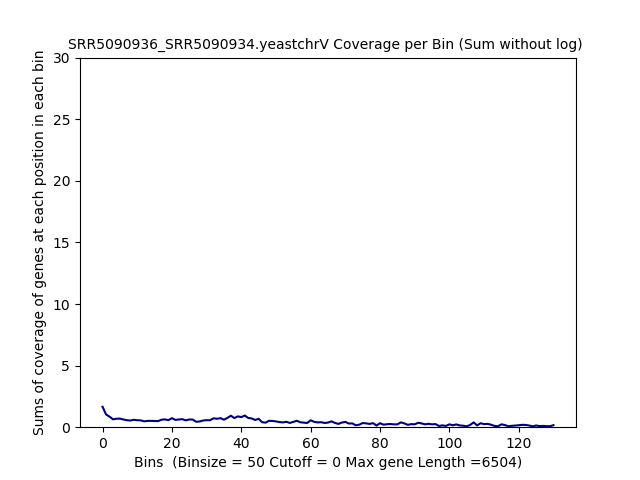 SRR5090936_SRR5090934.yeastchrV Coverage per Bin (Sum without log)
Sums of coverage of genes at each position in each bin
30
25
20
15
10
5
0
0 20 40 60 80 100 120
Bins  (Binsize = 50 Cutoff = 0 Max gene Length =6504)